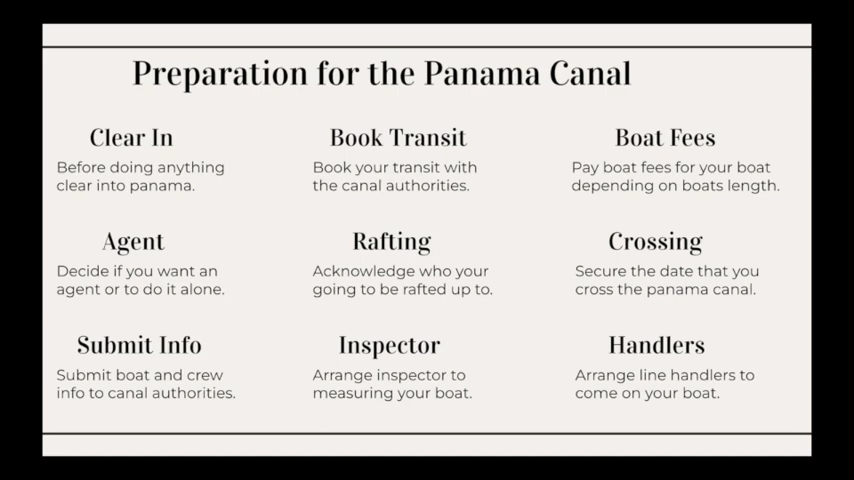 Preparation for the Panama Canal
Clear In
Before doing anything
clear into panama.
Book Transit
Book your transit with
the canal authorities.
Boat Fees
Pay boat fees for your boat
depending on boats length.
Agent
Decide if you want an
agent or to do it alone.
Rafting
Acknowledge who your
going to be rafted up to.
Crossing
Secure the date that you
cross the panama canal.
Submit Info
Submit boat and crew
info to canal authorities.
Inspector
Arrange inspector to
measuring your boat.
Handlers
Arrange line handlers to
come on your boat.